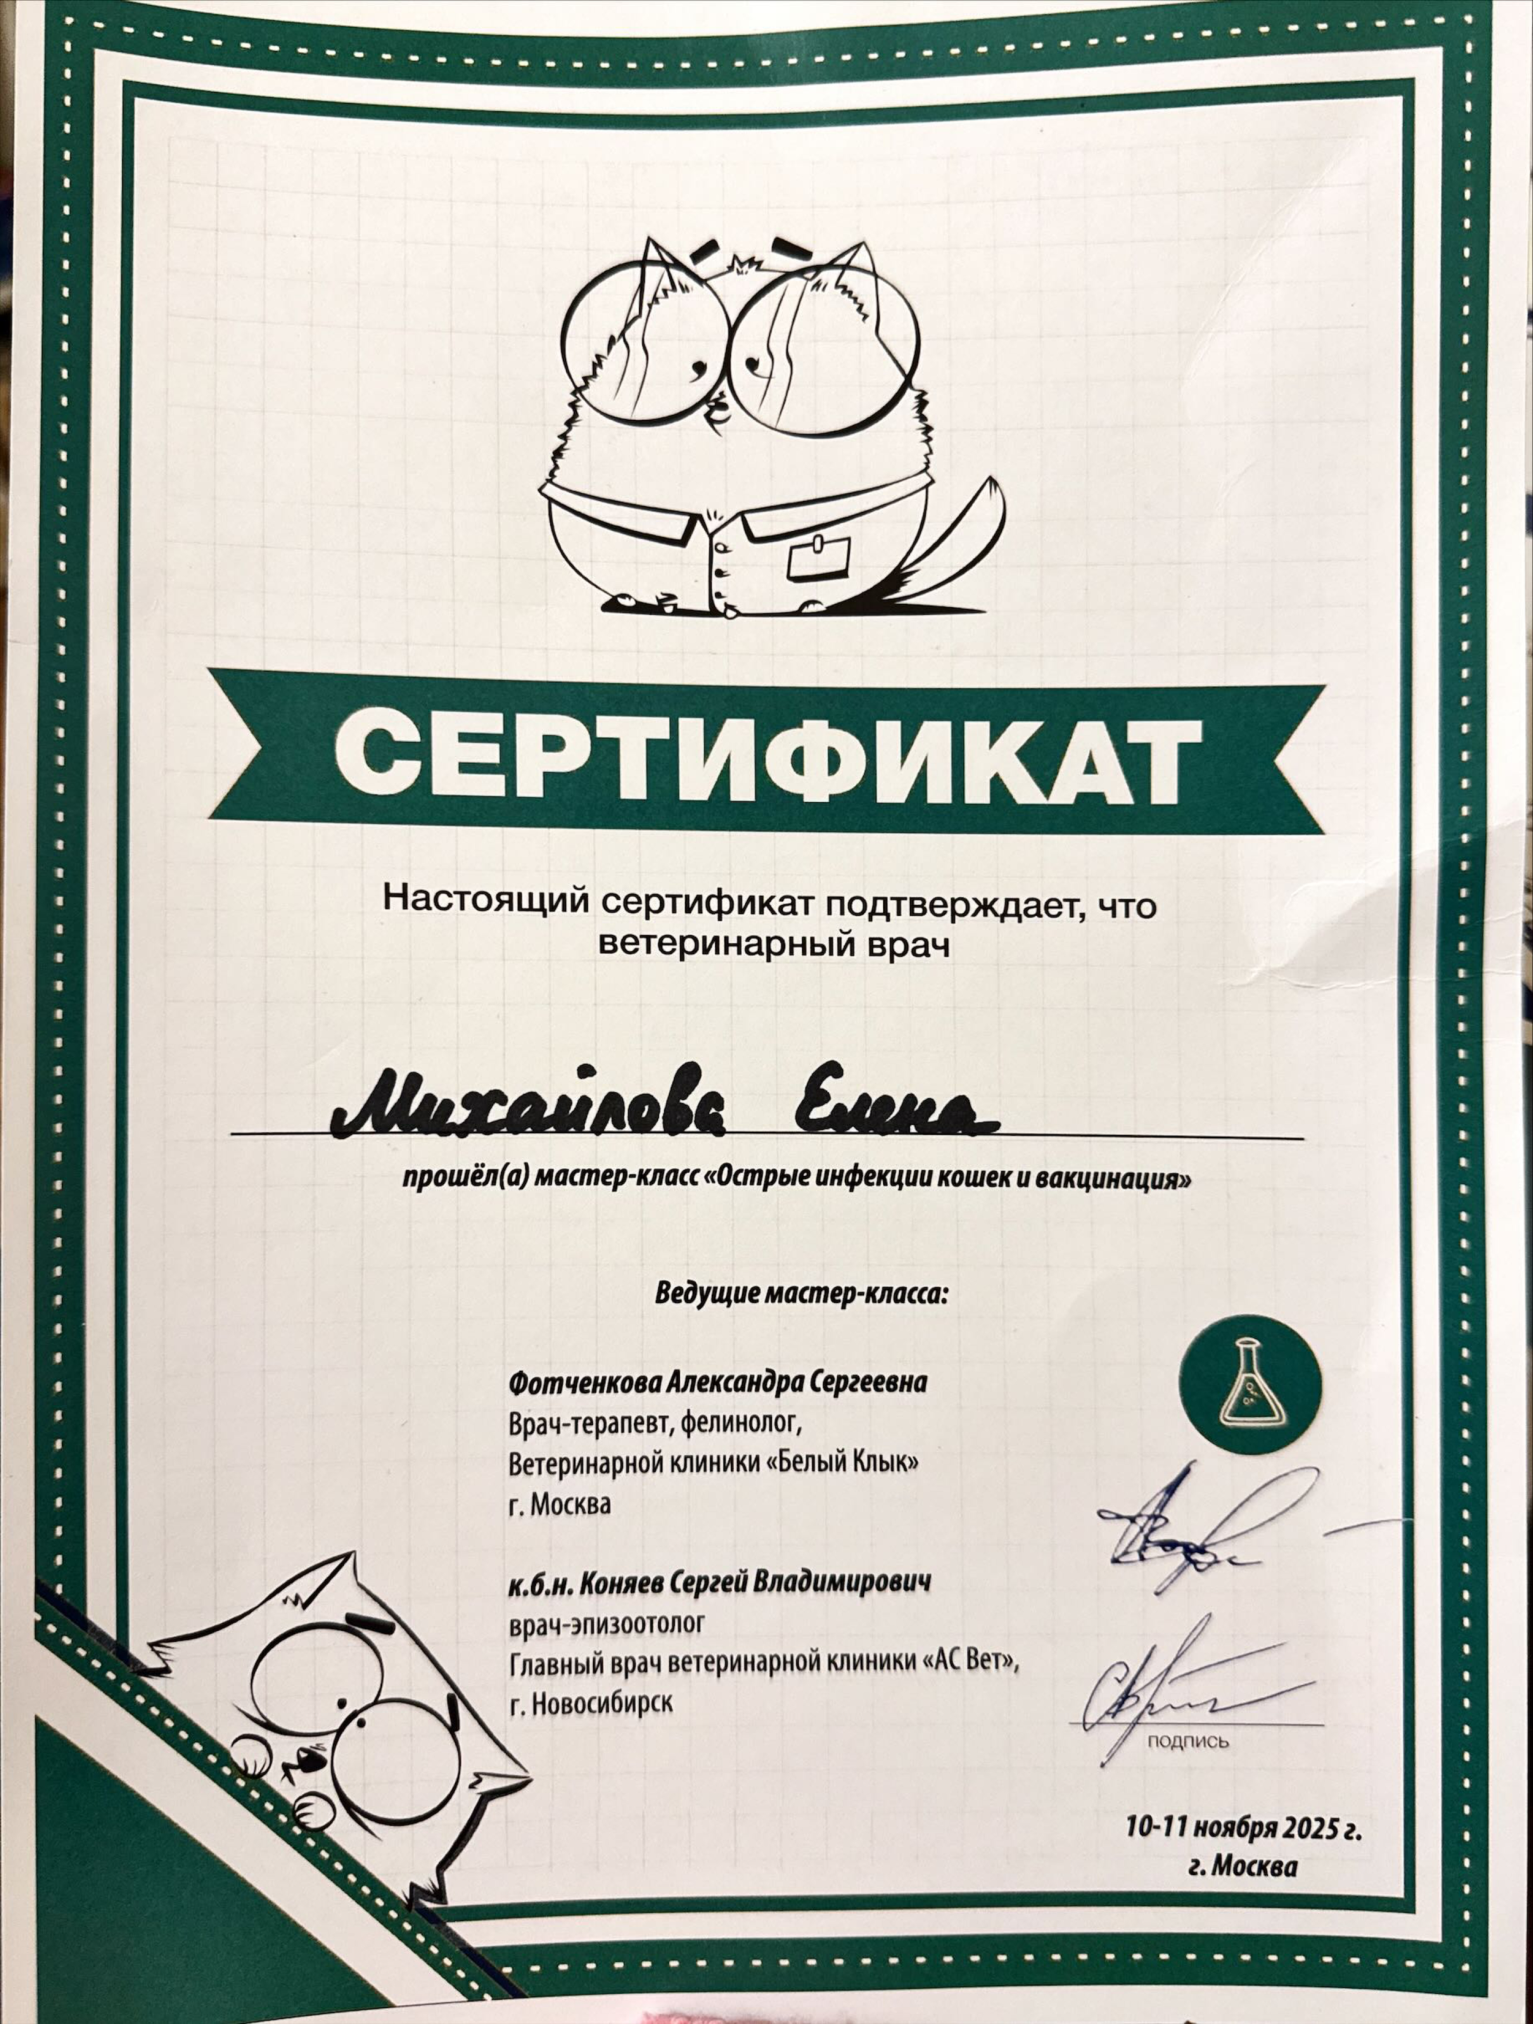 СЕРТИФИКАТ
Настоящий сертификат подтверждает, что
ветеринарный врач
Михайлова Елена
прошёл(а) мастер-класс «Острые инфекции кошек и вакцинация»
Ведущие мастер-класса:
Фотченкова Александра Сергеевна
Врач-терапевт, фелинолог,
Ветеринарной клиники «Белый Клык»
г. Москва
к.б.н. Коняев Сергей Владимирович
врач-эпизоотолог
Главный врач ветеринарной клиники «АС Вет»,
г. Новосибирск
подпись
10-11 ноября 2025 г.
г. Москва